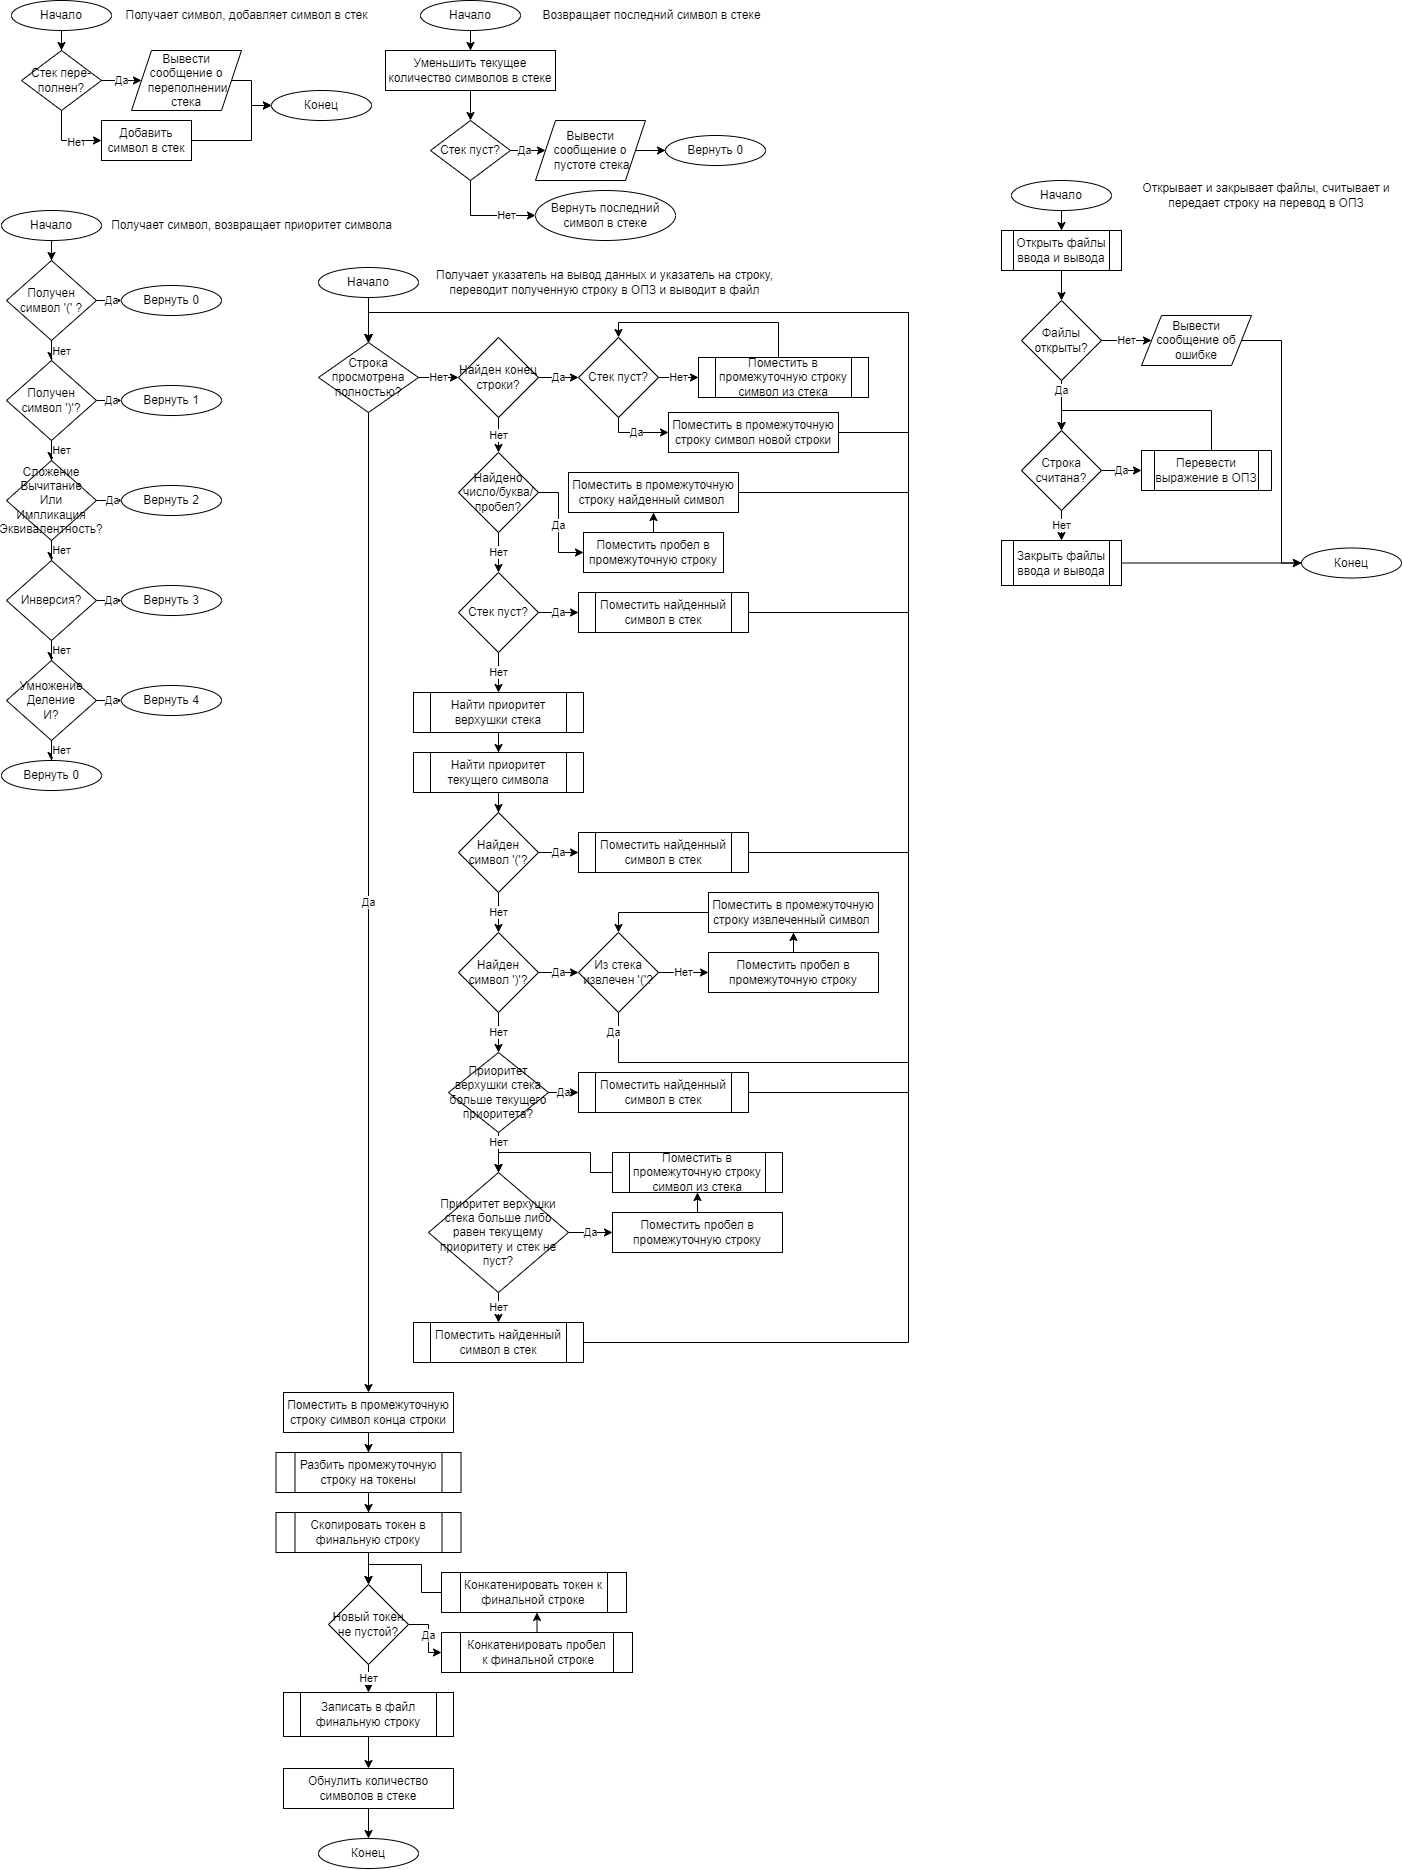 Начало
Получает символ, добавляет символ в стек
Стек пере-
полнен?
Да
Вывести
сообщение о
переполнении
стека
Конец
Нет
Добавить
символ в стек
Начало
Возвращает последний символ в стеке
Уменьшить текущее
количество символов в стеке
Стек пуст?
Да
Вывести
сообщение о
пустоте стека
Вернуть 0
Нет
Вернуть последний
символ в стеке
Начало
Получает символ, возвращает приоритет символа
Получен
символ '(' ?
Да
Вернуть 0
Нет
Получен
символ ')'?
Да
Вернуть 1
Нет
Сложение
Вычитание
Или
Импликация
Эквивалентность?
Да
Вернуть 2
Нет
Инверсия?
Да
Вернуть 3
Нет
Умножение
Деление
И?
Да
Вернуть 4
Нет
Вернуть 0
Начало
Получает указатель на вывод данных и указатель на строку,
переводит полученную строку в ОПЗ и выводит в файл
Строка
просмотрена
полностью?
Нет
Найден конец
строки?
Да
Стек пуст?
Нет
Поместить в
промежуточную строку
символ из стека
Да
Поместить в промежуточную
строку символ новой строки
Нет
Найдено
число/буква/
пробел?
Да
Поместить в промежуточную
строку найденный символ
Поместить пробел в
промежуточную строку
Нет
Стек пуст?
Да
Поместить найденный
символ в стек
Нет
Найти приоритет
верхушки стека
Найти приоритет
текущего символа
Найден
символ '('?
Да
Поместить найденный
символ в стек
Нет
Найден
символ ')'?
Да
Из стека
извлечен '('?
Нет
Поместить в промежуточную
строку извлеченный символ
Поместить пробел в
промежуточную строку
Да
Нет
Приоритет
верхушки стека
больше текущего
приоритета?
Да
Поместить найденный
символ в стек
Нет
Поместить в
промежуточную строку
символ из стека
Приоритет верхушки
стека больше либо
равен текущему
приоритету и стек не
пуст?
Да
Поместить пробел в
промежуточную строку
Нет
Поместить найденный
символ в стек
Да
Поместить в промежуточную
строку символ конца строки
Разбить промежуточную
строку на токены
Скопировать токен в
финальную строку
Новый токен
не пустой?
Да
Конкатенировать токен к
финальной строке
Конкатенировать пробел
к финальной строке
Нет
Записать в файл
финальную строку
Обнулить количество
символов в стеке
Конец
Начало
Открывает и закрывает файлы, считывает и
передает строку на перевод в ОПЗ
Открыть файлы
ввода и вывода
Файлы
открыты?
Нет
Вывести
сообщение об
ошибке
Да
Строка
считана?
Да
Перевести
выражение в ОПЗ
Нет
Закрыть файлы
ввода и вывода
Конец